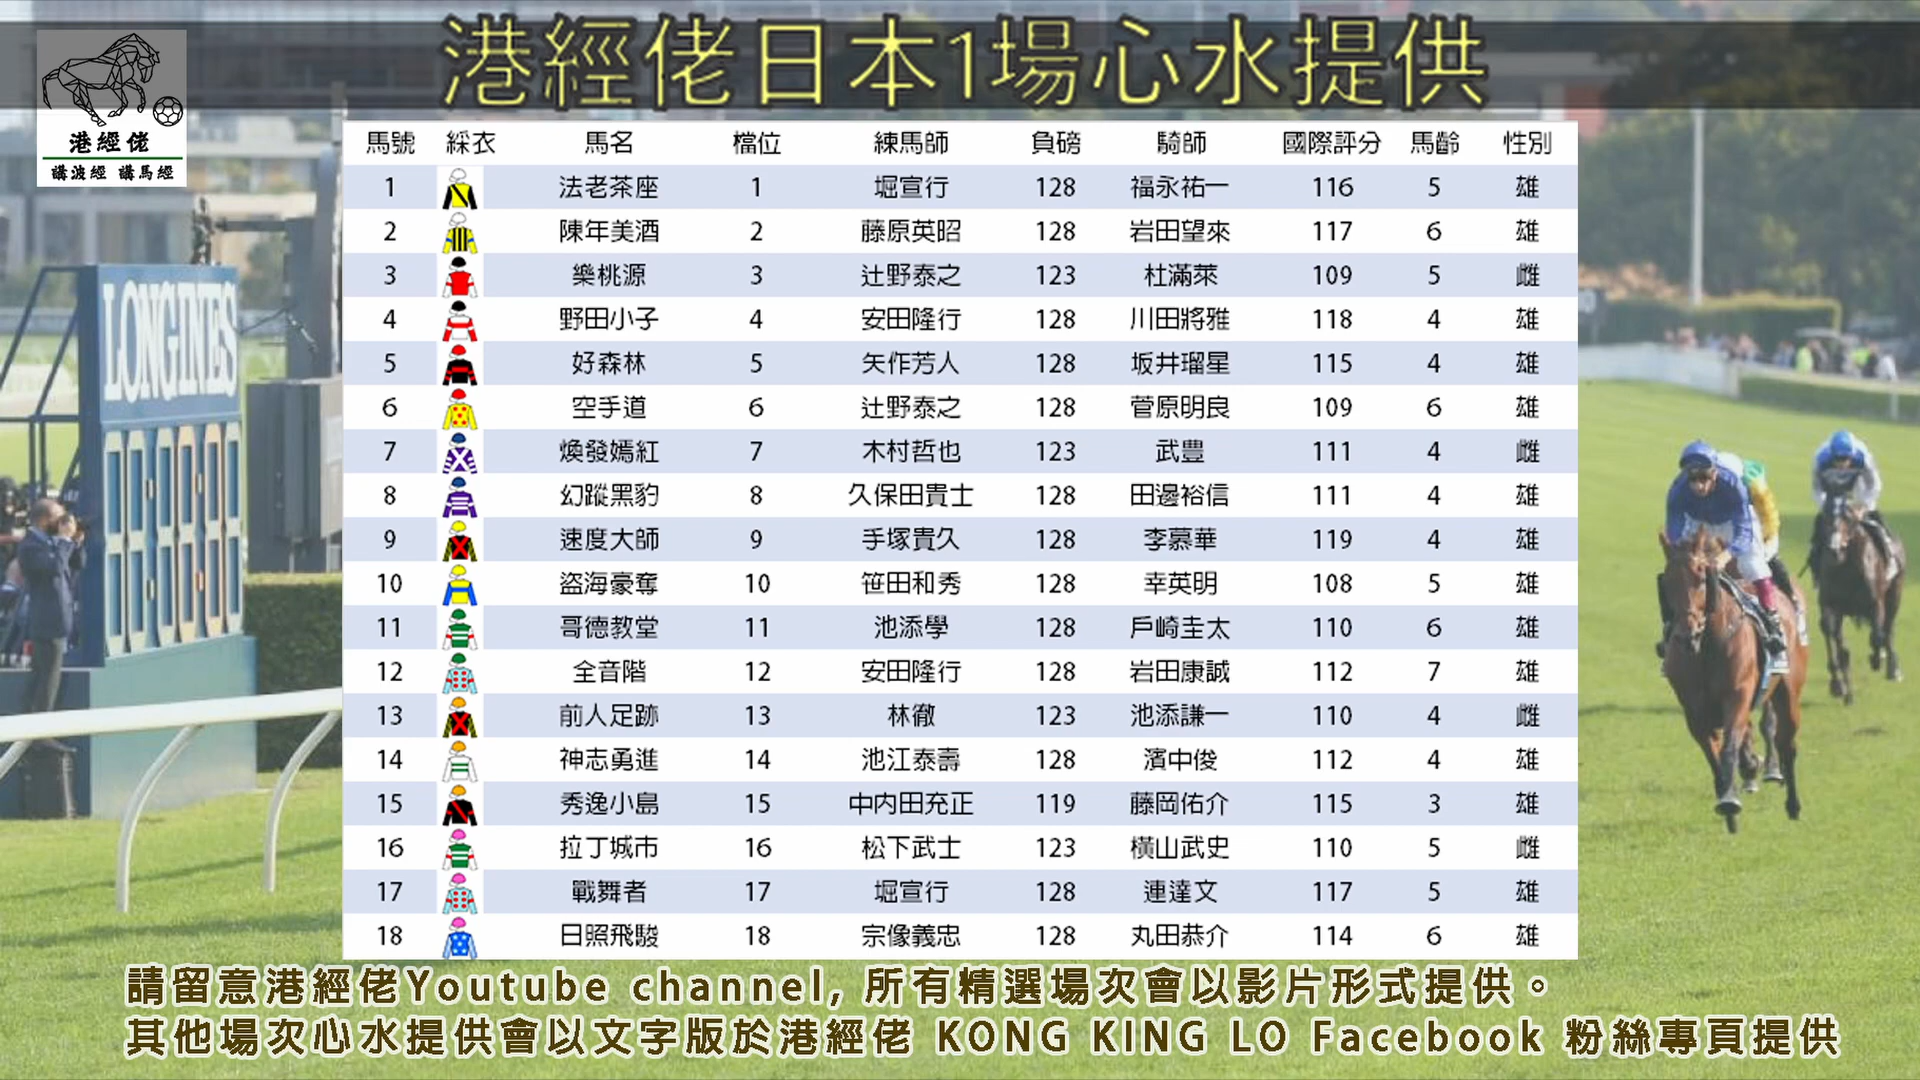 港經佬日本1場心水提供
港經佬
講波經 講馬經
LONGINES
馬號 綵衣 馬名 檔位 練馬師 負磅 騎師 國際評分 馬齡 性別
1 法老茶座 1 堀宣行 128 福永祐一 116 5 雄
2 陳年美酒 2 藤原英昭 128 岩田望來 117 6 雄
3 樂桃源 3 辻野泰之 123 杜滿萊 109 5 雌
4 野田小子 4 安田隆行 128 川田將雅 118 4 雄
5 好森林 5 矢作芳人 128 坂井瑠星 115 4 雄
6 空手道 6 辻野泰之 128 菅原明良 109 6 雄
7 煥發嫣紅 7 木村哲也 123 武豊 111 4 雌
8 幻蹤黑豹 8 久保田貴士 128 田邊裕信 111 4 雄
9 速度大師 9 手塚貴久 128 李慕華 119 4 雄
10 盜海豪奪 10 笹田和秀 128 幸英明 108 5 雄
11 哥德教堂 11 池添學 128 戶崎圭太 110 6 雄
12 全音階 12 安田隆行 128 岩田康誠 112 7 雄
13 前人足跡 13 林徹 123 池添謙一 110 4 雌
14 神志勇進 14 池江泰壽 128 濱中俊 112 4 雄
15 秀逸小島 15 中内田充正 119 藤岡佑介 115 3 雄
16 拉丁城市 16 松下武士 123 橫山武史 110 5 雌
17 戰舞者 17 堀宣行 128 連達文 117 5 雄
18 日照飛駿 18 宗像義忠 128 丸田恭介 114 6 雄
請留意港經佬Youtube channel, 所有精選場次會以影片形式提供。
其他場次心水提供會以文字版於港經佬 KONG KING LO Facebook 粉絲專頁提供